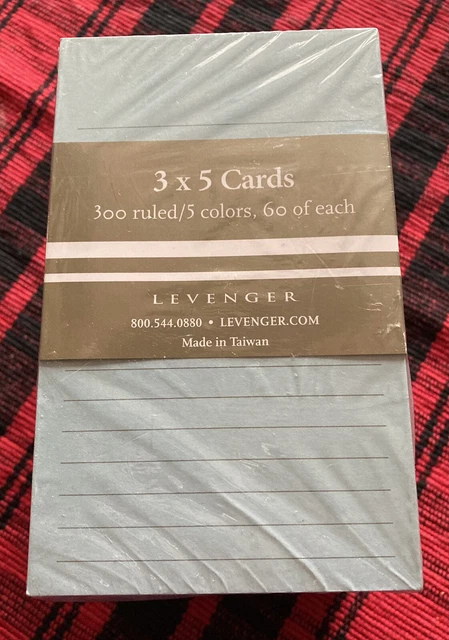 3 x 5 Cards
300 ruled/5 colors, 60 of each
LEVENGER
800.544.0880 • LEVENGER.COM
Made in Taiwan